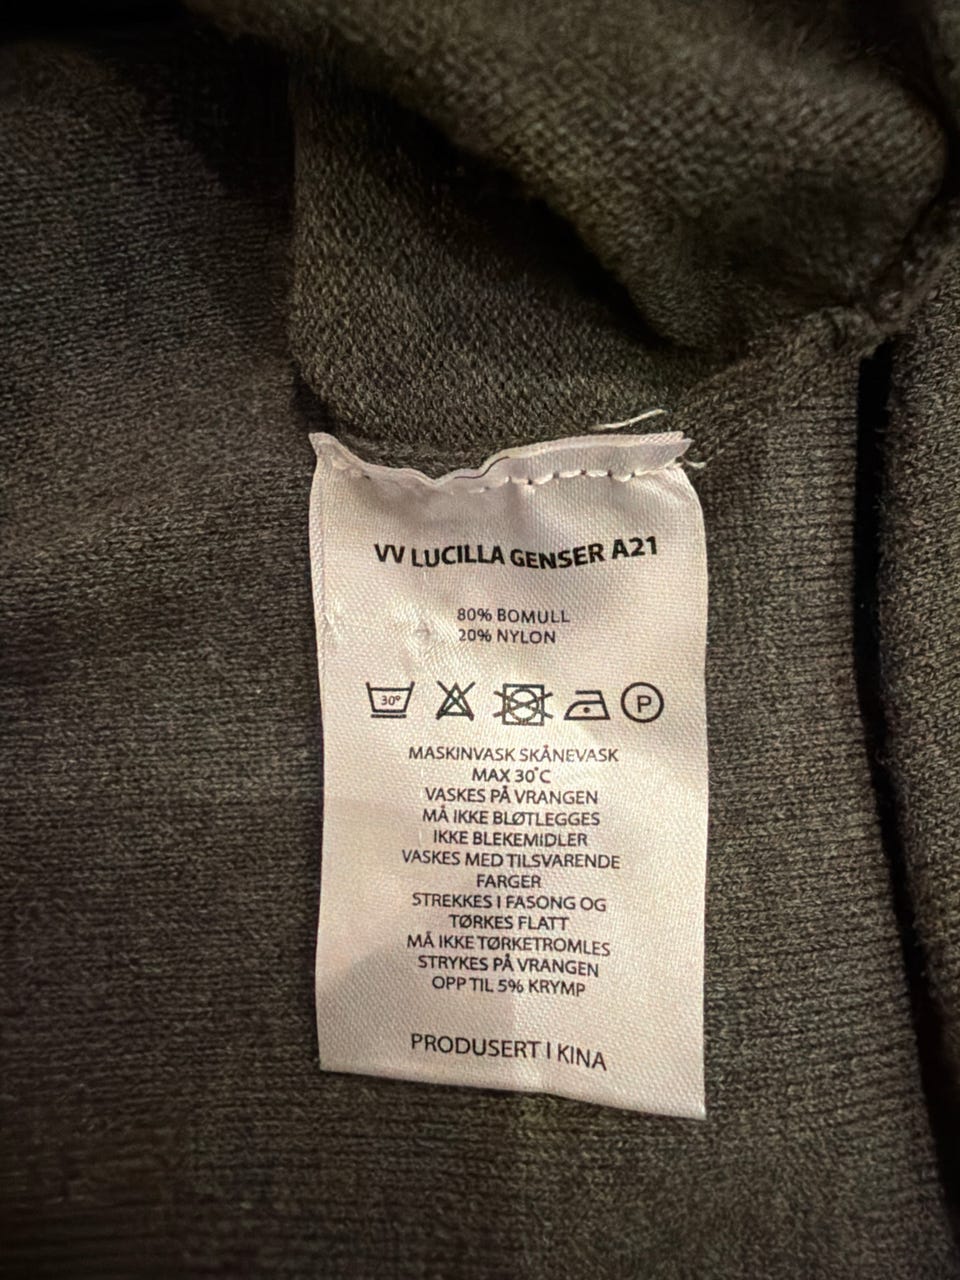 VV LUCILLA GENSER A21
80% BOMULL
20% NYLON
30° P
MASKINVASK SKÅNEVASK
MAX 30°C
VASKES PÅ VRANGEN
MÅ IKKE BLØTLEGGES
IKKE BLEKEMIDLER
VASKES MED TILSVARENDE
FARGER
STREKKES I FASONG OG
TØRKES FLATT
MÅ IKKE TØRKETROMLES
STRYKES PÅ VRANGEN
OPP TIL 5% KRYMP
PRODUSERT I KINA